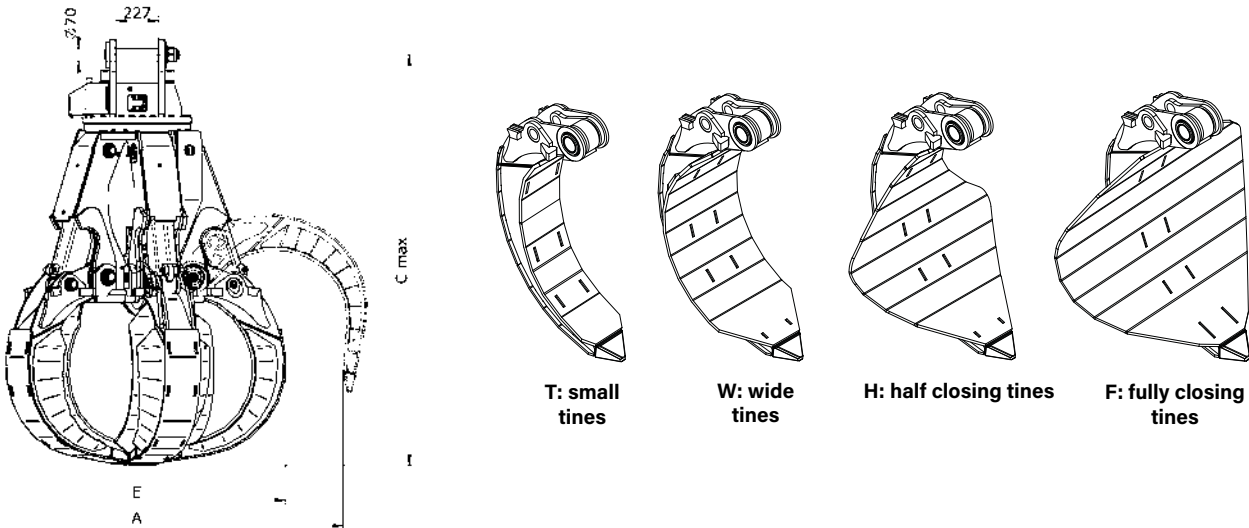 Ø70
227
C max
E
A
T: small
tines
W: wide
tines
H: half closing tines
F: fully closing
tines